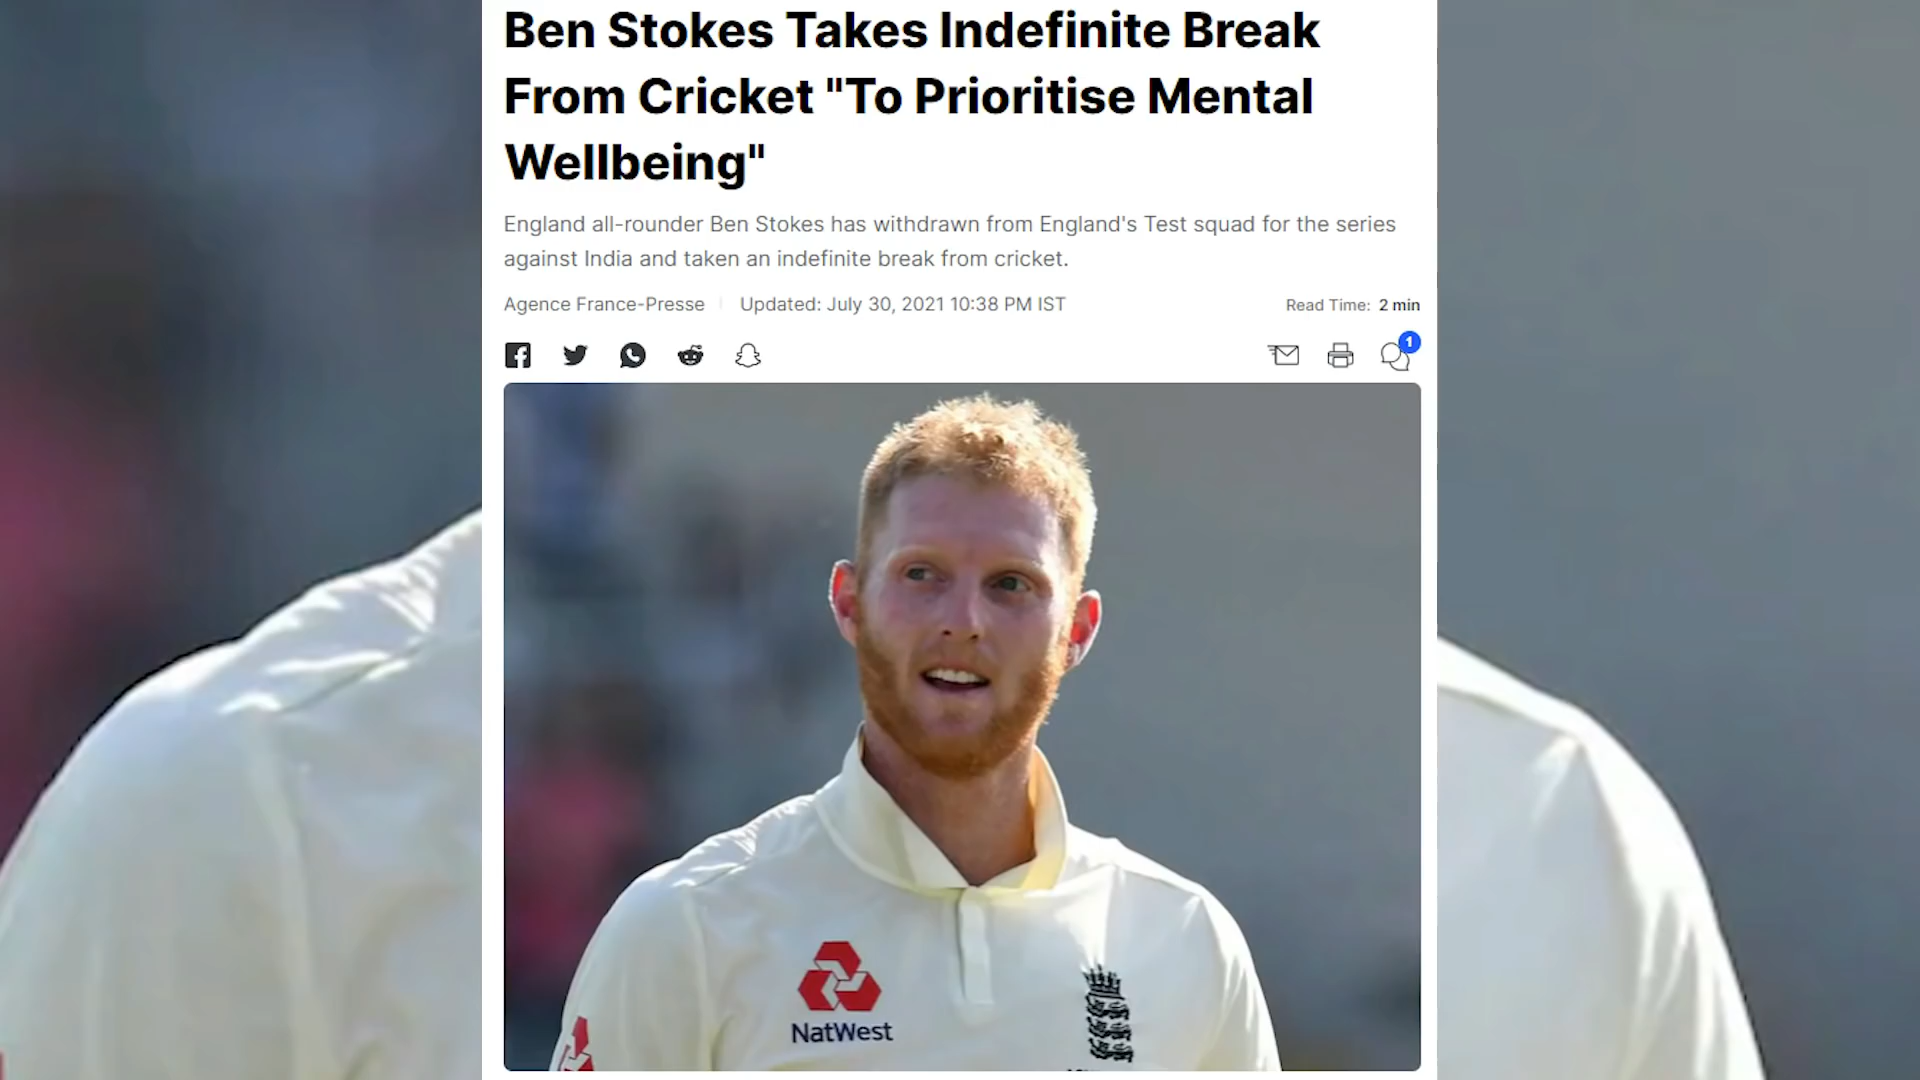 Ben Stokes Takes Indefinite Break
From Cricket "To Prioritise Mental
Wellbeing"
England all-rounder Ben Stokes has withdrawn from England's Test squad for the series
against India and taken an indefinite break from cricket.
Agence France-Presse Updated: July 30, 2021 10:38 PM IST Read Time: 2 min
1
NatWest